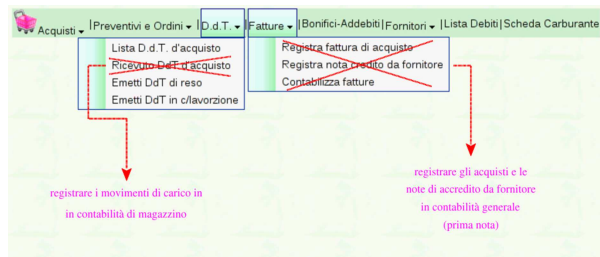 Acquisti |Preventivi e Ordini |D.d.T. |Fatture |Bonifici-Addebiti|Fornitori |Lista Debiti|Scheda Carburante
Lista D.d.T. d'acquisto
Ricevuto DdT d'acquisto
Emetti DdT di reso
Emetti DdT in c/lavorzione
Registra fattura di acquisto
Registra nota credito da fornitore
Contabilizza fatture
registrare i movimenti di carico in
in contabilità di magazzino
registrare gli acquisti e le
note di accredito da fornitore
in contabilità generale
(prima nota)